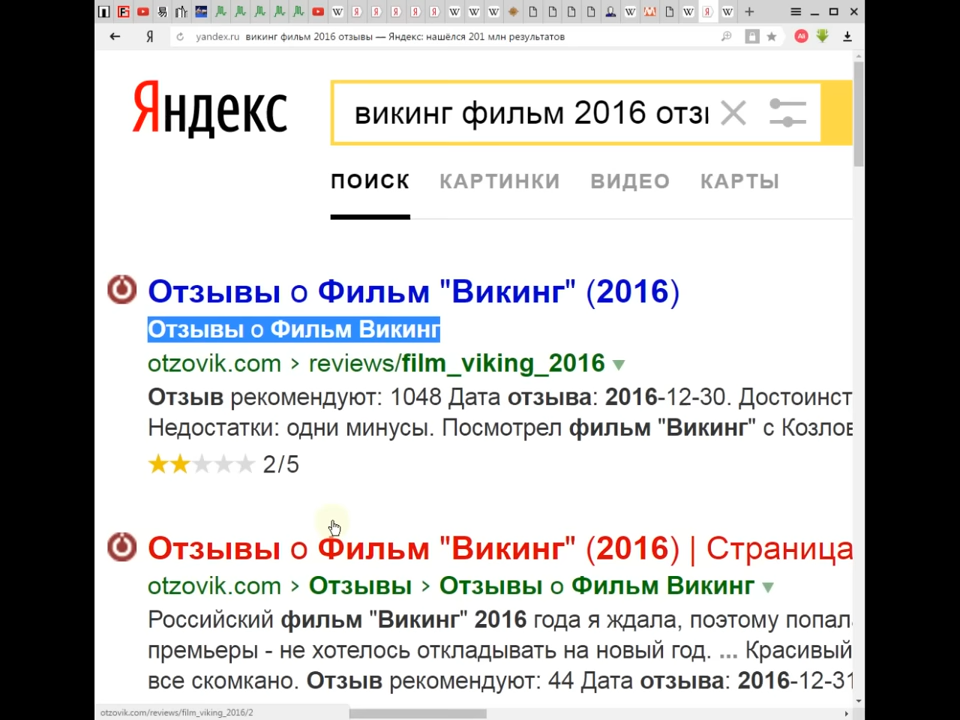 yandex.ru викинг фильм 2016 отзывы — Яндекс: нашёлся 201 млн результатов
Яндекс
викинг фильм 2016 отзы
ПОИСК КАРТИНКИ ВИДЕО КАРТЫ
Отзывы о Фильм "Викинг" (2016)
Отзывы о Фильм Викинг
otzovik.com › reviews/film_viking_2016
Отзыв рекомендуют: 1048 Дата отзыва: 2016-12-30. Достоинст
Недостатки: одни минусы. Посмотрел фильм "Викинг" с Козлов
2/5
Отзывы о Фильм "Викинг" (2016) | Страница
otzovik.com › Отзывы › Отзывы о Фильм Викинг
Российский фильм "Викинг" 2016 года я ждала, поэтому попал
премьеры - не хотелось откладывать на новый год. ... Красивый
все скомкано. Отзыв рекомендуют: 44 Дата отзыва: 2016-12-31
otzovik.com/reviews/film_viking_2016/2